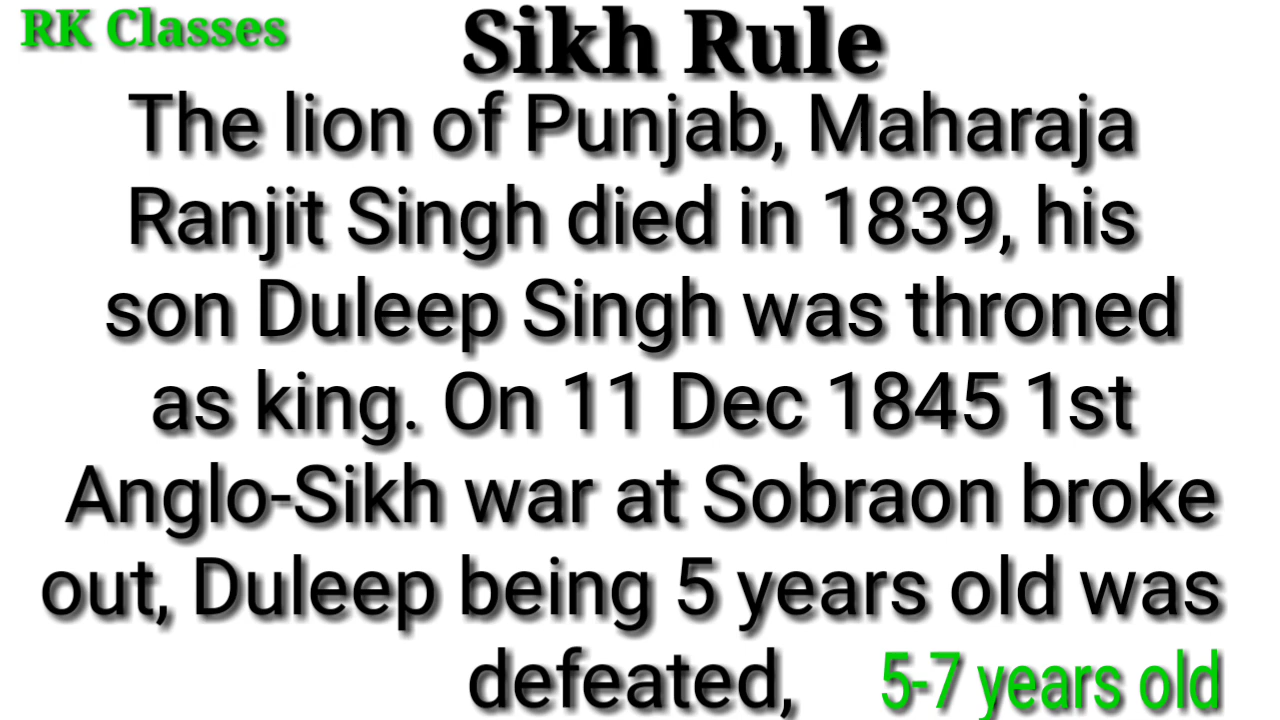 RK Classes
Sikh Rule
The lion of Punjab, Maharaja
Ranjit Singh died in 1839, his
son Duleep Singh was throned
as king. On 11 Dec 1845 1st
Anglo-Sikh war at Sobraon broke
out, Duleep being 5 years old was
defeated, 5-7 years old